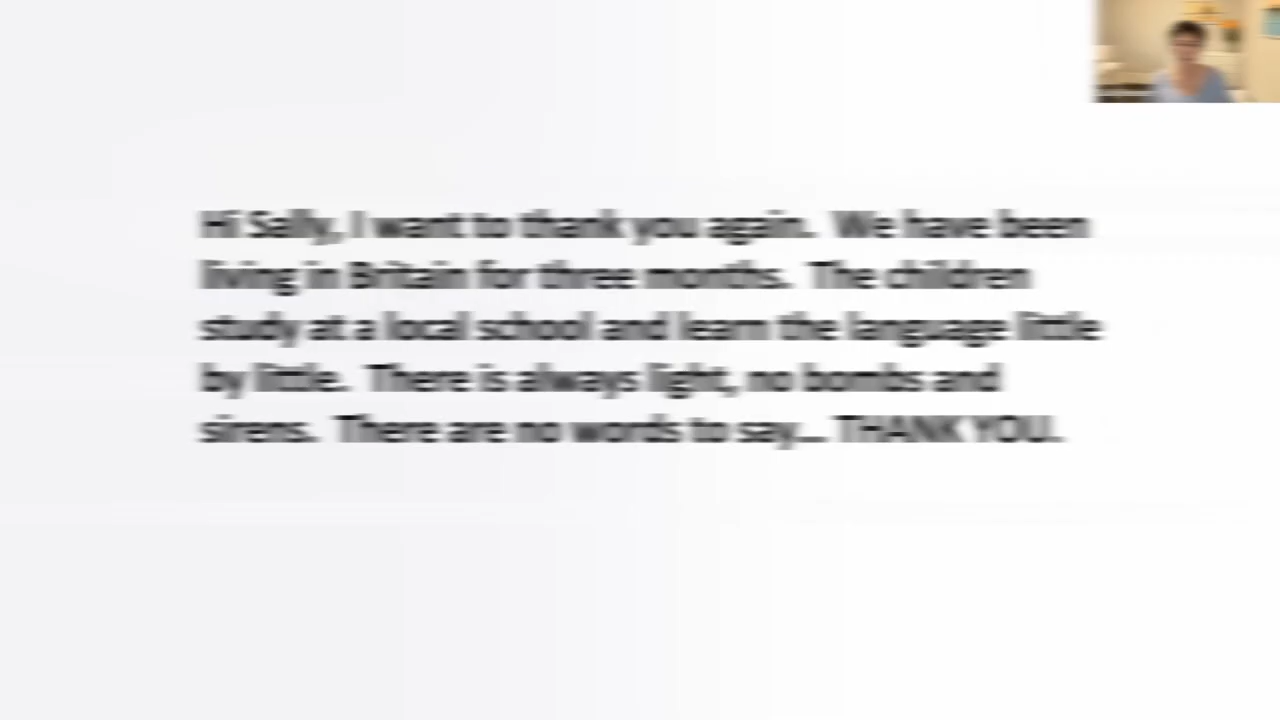 Hi Sally, I want to thank you again. We have been
living in Britain for three months. The children
study at a local school and learn the language little
by little. There is always light, no bombs and
sirens. There are no words to say... THANK YOU.